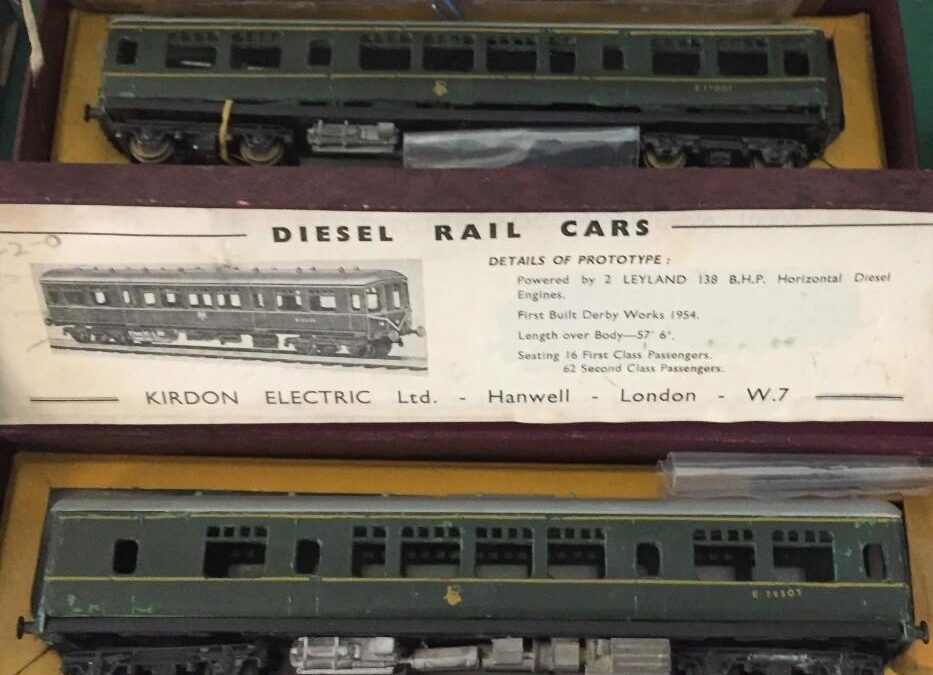 DIESEL RAIL CARS
-2-0
DETAILS OF PROTOTYPE :
Powered by 2 LEYLAND 138 B.H.P. Horizontal Diesel
Engines.
First Built Derby Works 1954.
Length over Body—57' 6".
Seating 16 First Class Passengers.
62 Second Class Passengers.
KIRDON ELECTRIC Ltd. - Hanwell - London - W.7